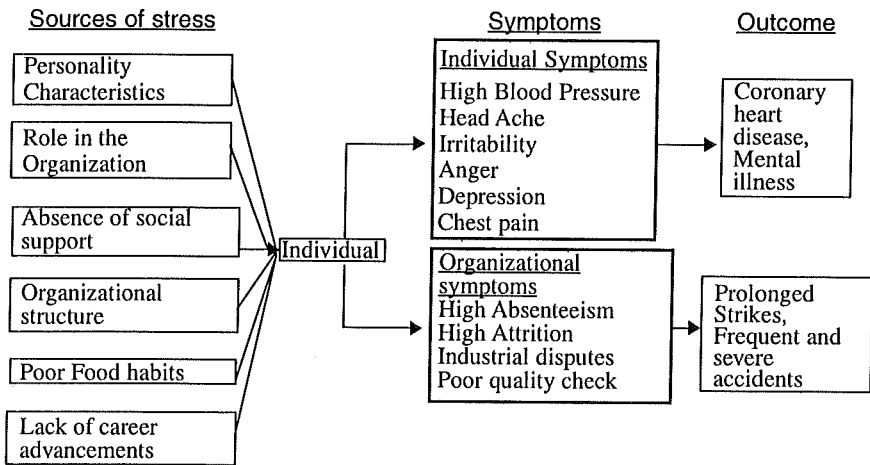 Sources of stress
Symptoms
Outcome
Personality
Characteristics
Role in the
Organization
Absence of social
support
Organizational
structure
Poor Food habits
Lack of career
advancements
Individual
Individual Symptoms
High Blood Pressure
Head Ache
Irritability
Anger
Depression
Chest pain
Organizational
symptoms
High Absenteeism
High Attrition
Industrial disputes
Poor quality check
Coronary
heart
disease,
Mental
illness
Prolonged
Strikes,
Frequent and
severe
accidents